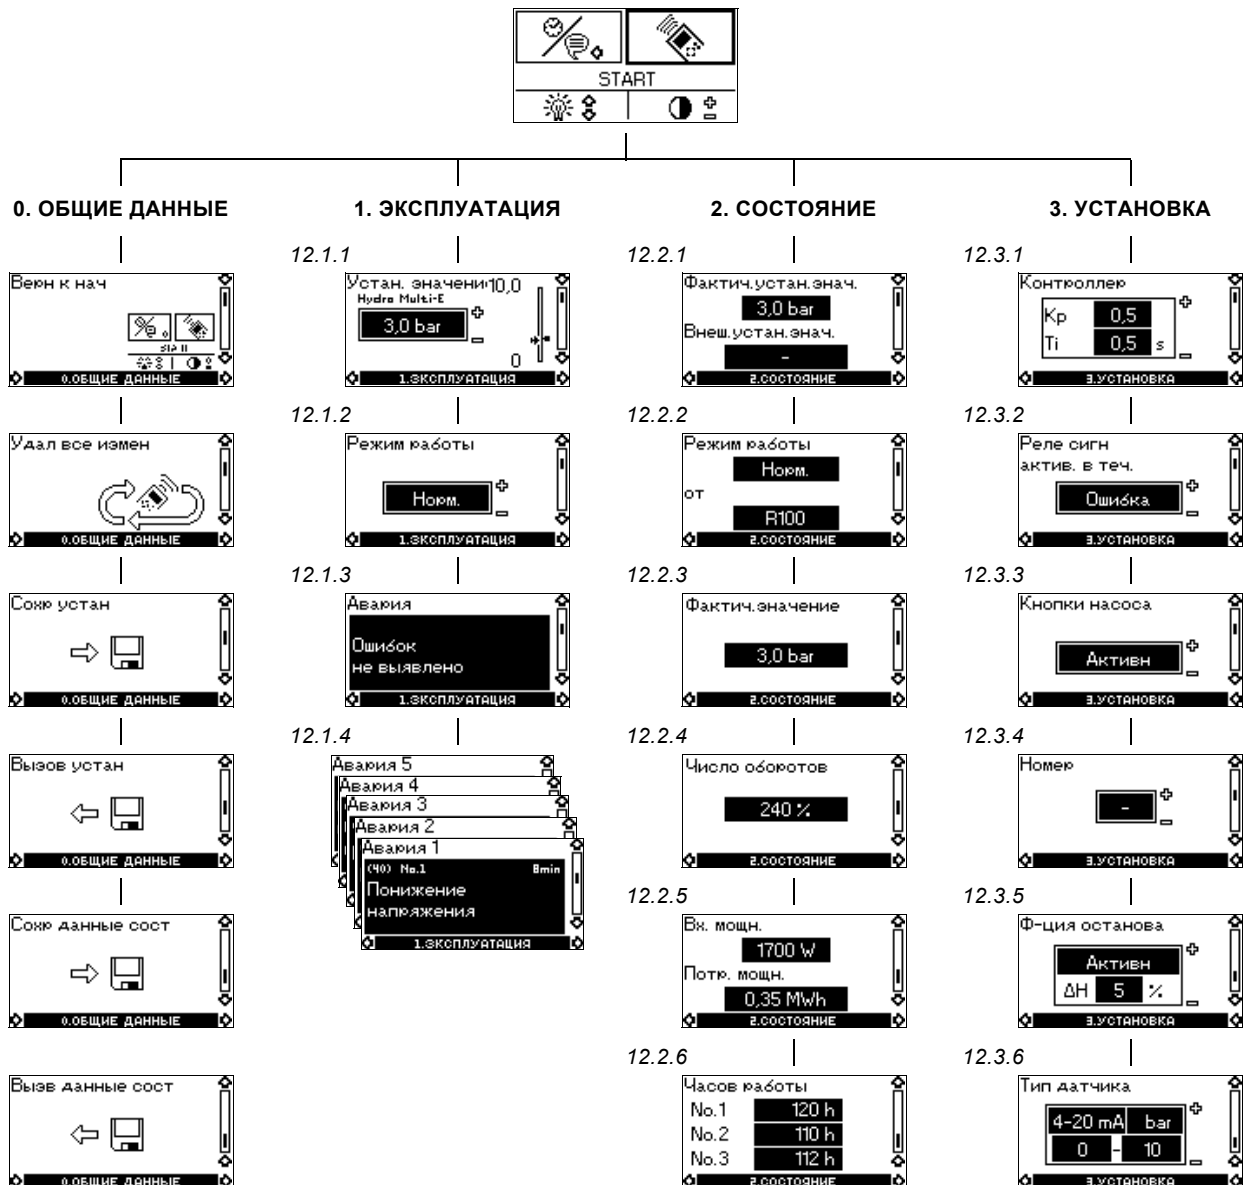 START
0. ОБЩИЕ ДАННЫЕ
Верн к нач
START
0.ОБЩИЕ ДАННЫЕ
Удал все измен
0.ОБЩИЕ ДАННЫЕ
Сохр устан
0.ОБЩИЕ ДАННЫЕ
Вызов устан
0.ОБЩИЕ ДАННЫЕ
Сохр данные сост
0.ОБЩИЕ ДАННЫЕ
Вызв данные сост
0.ОБЩИЕ ДАННЫЕ
1. ЭКСПЛУАТАЦИЯ
12.1.1
Устан. значени 10,0
Hydro Multi-E
3,0 bar
0
1.ЭКСПЛУАТАЦИЯ
12.1.2
Режим работы
Норм.
1.ЭКСПЛУАТАЦИЯ
12.1.3
Авария
Ошибок
не выявлено
1.ЭКСПЛУАТАЦИЯ
12.1.4
Авария 5
Авария 4
Авария 3
Авария 2
Авария 1
(40) No.1 8min
Понижение
напряжения
1.ЭКСПЛУАТАЦИЯ
2. СОСТОЯНИЕ
12.2.1
Фактич.устан.знач.
3,0 bar
Внеш.устан.знач.
-
2.СОСТОЯНИЕ
12.2.2
Режим работы
Норм.
от
R100
2.СОСТОЯНИЕ
12.2.3
Фактич.значение
3,0 bar
2.СОСТОЯНИЕ
12.2.4
Число оборотов
240 %
2.СОСТОЯНИЕ
12.2.5
Вх. мощн.
1700 W
Потр. мощн.
0,35 MWh
2.СОСТОЯНИЕ
12.2.6
Часов работы
No.1 120 h
No.2 110 h
No.3 112 h
2.СОСТОЯНИЕ
3. УСТАНОВКА
12.3.1
Контроллер
Kp 0,5
Ti 0,5 s
3.УСТАНОВКА
12.3.2
Реле сигн
актив. в теч.
Ошибка
3.УСТАНОВКА
12.3.3
Кнопки насоса
Активн
3.УСТАНОВКА
12.3.4
Номер
-
3.УСТАНОВКА
12.3.5
Ф-ция останова
Активн
ΔH 5 %
3.УСТАНОВКА
12.3.6
Тип датчика
4-20 mA bar
0 - 10
3.УСТАНОВКА